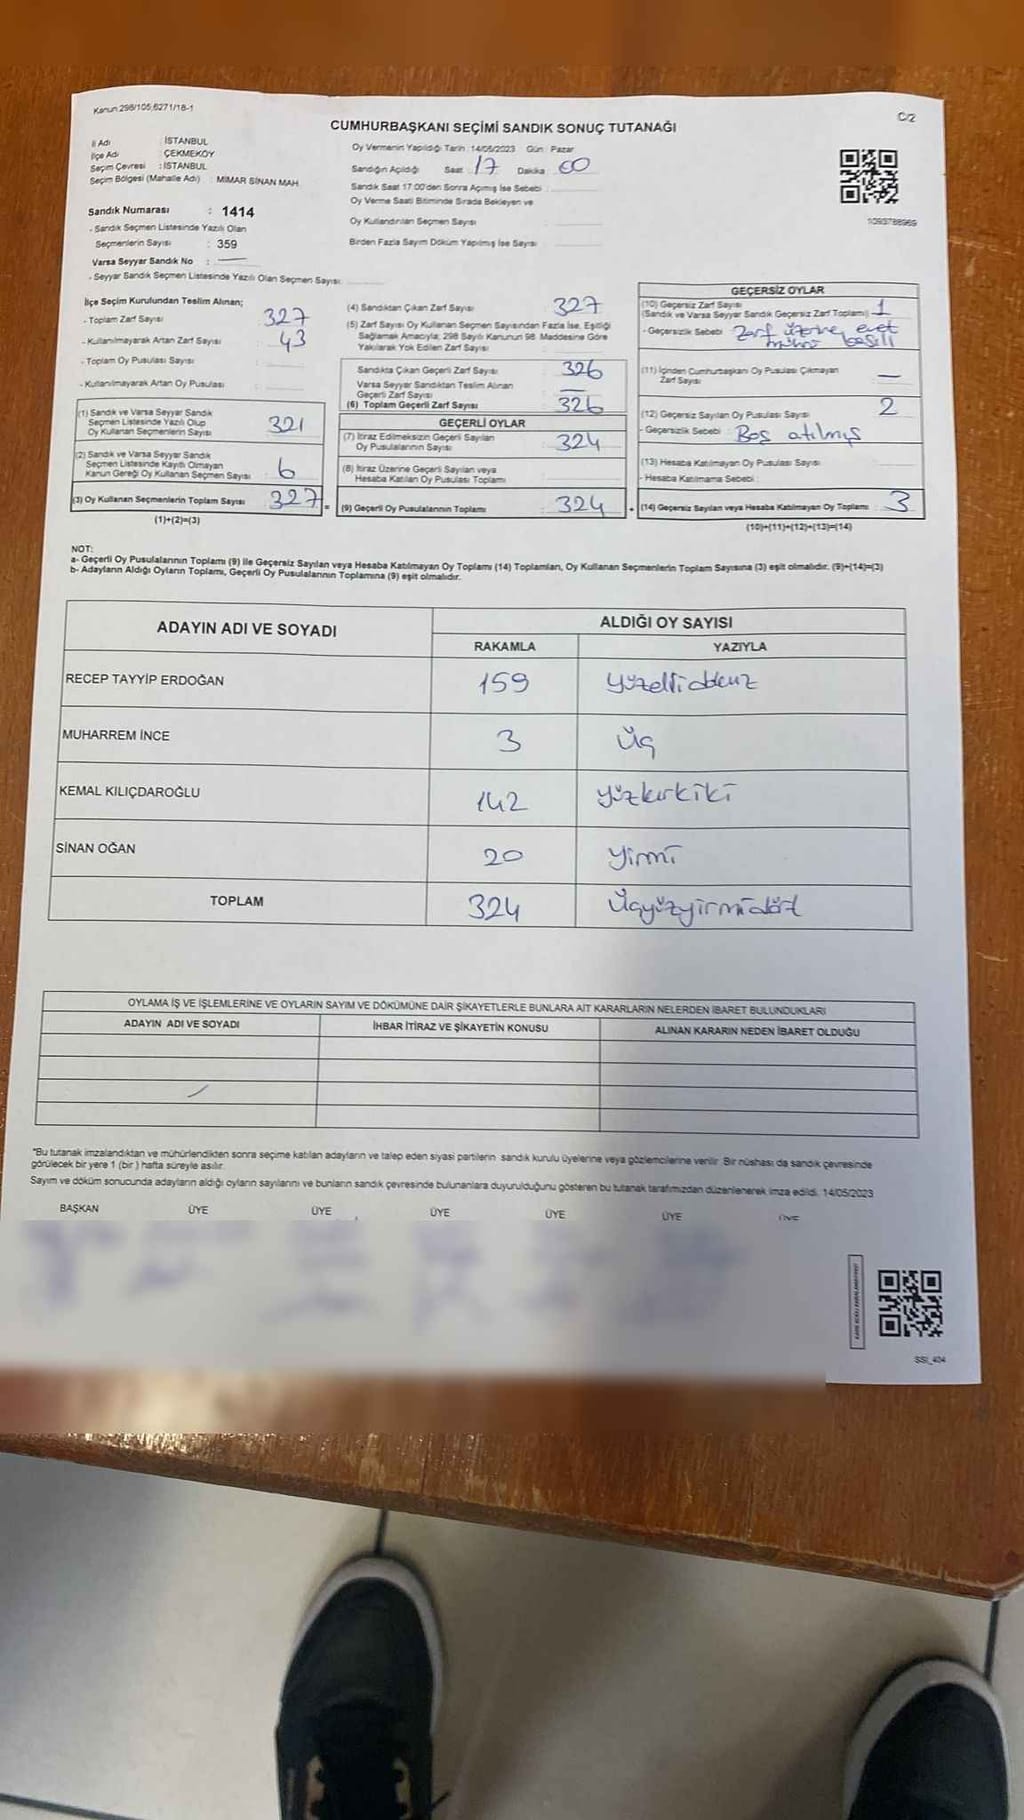 Kanun 298/105;6271/18-1
C/2
CUMHURBAŞKANI SEÇİMİ SANDIK SONUÇ TUTANAĞI
İl Adı : İSTANBUL
İlçe Adı : ÇEKMEKÖY
Seçim Çevresi : İSTANBUL
Seçim Bölgesi (Mahalle Adı) : MİMAR SİNAN MAH.
Sandık Numarası : 1414
- Sandık Seçmen Listesinde Yazılı Olan
Seçmenlerin Sayısı : 359
Varsa Seyyar Sandık No : —
- Seyyar Sandık Seçmen Listesinde Yazılı Olan Seçmen Sayısı:
Oy Vermenin Yapıldığı Tarih : 14/05/2023 Gün : Pazar
Sandığın Açıldığı Saat : 17 Dakika : 00
Sandık Saat 17:00'den Sonra Açılmış İse Sebebi :
Oy Verme Saati Bitiminde Sırada Bekleyen ve
Oy Kullandırılan Seçmen Sayısı :
Birden Fazla Sayım Döküm Yapılmış İse Sayısı :
1093788969
İlçe Seçim Kurulundan Teslim Alınan;
- Toplam Zarf Sayısı : 327
- Kullanılmayarak Artan Zarf Sayısı : 43
- Toplam Oy Pusulası Sayısı :
- Kullanılmayarak Artan Oy Pusulası :
(1) Sandık ve Varsa Seyyar Sandık
Seçmen Listesinde Yazılı Olup
Oy Kullanan Seçmenlerin Sayısı : 321
(2) Sandık ve Varsa Seyyar Sandık
Seçmen Listesinde Kayıtlı Olmayan
Kanun Gereği Oy Kullanan Seçmen Sayısı : 6
(3) Oy Kullanan Seçmenlerin Toplam Sayısı : 327 =
(1)+(2)=(3)
(4) Sandıktan Çıkan Zarf Sayısı : 327
(5) Zarf Sayısı Oy Kullanan Seçmen Sayısından Fazla İse, Eşitliği
Sağlamak Amacıyla; 298 Sayılı Kanunun 98. Maddesine Göre
Yakılarak Yok Edilen Zarf Sayısı :
Sandıkta Çıkan Geçerli Zarf Sayısı : 326
Varsa Seyyar Sandıktan Teslim Alınan
Geçerli Zarf Sayısı : —
(6) Toplam Geçerli Zarf Sayısı : 326
GEÇERLİ OYLAR
(7) İtiraz Edilmeksizin Geçerli Sayılan
Oy Pusulalarının Sayısı : 324
(8) İtiraz Üzerine Geçerli Sayılan veya
Hesaba Katılan Oy Pusulası Toplamı :
(9) Geçerli Oy Pusulalarının Toplamı : 324 +
GEÇERSİZ OYLAR
(10) Geçersiz Zarf Sayısı
(Sandık ve Varsa Seyyar Sandık Geçersiz Zarf Toplamı) : 1
- Geçersizlik Sebebi : Zarf üzerine evet
mührü basılı
(11) İçinden Cumhurbaşkanı Oy Pusulası Çıkmayan
Zarf Sayısı : —
(12) Geçersiz Sayılan Oy Pusulası Sayısı : 2
- Geçersizlik Sebebi : Boş atılmış
(13) Hesaba Katılmayan Oy Pusulası Sayısı :
- Hesaba Katılmama Sebebi :
(14) Geçersiz Sayılan veya Hesaba Katılmayan Oy Toplamı : 3
(10)+(11)+(12)+(13)=(14)
NOT:
a- Geçerli Oy Pusulalarının Toplamı (9) ile Geçersiz Sayılan veya Hesaba Katılmayan Oy Toplamı (14) Toplamları, Oy Kullanan Seçmenlerin Toplam Sayısına (3) eşit olmalıdır. (9)+(14)=(3)
b- Adayların Aldığı Oyların Toplamı, Geçerli Oy Pusulalarının Toplamına (9) eşit olmalıdır.
ADAYIN ADI VE SOYADI
ALDIĞI OY SAYISI
RAKAMLA YAZIYLA
RECEP TAYYİP ERDOĞAN 159 yüzellidokuz
MUHARREM İNCE 3 üç
KEMAL KILIÇDAROĞLU 142 yüzkırkiki
SİNAN OĞAN 20 yirmi
TOPLAM 324 üçyüzyirmidört
OYLAMA İŞ VE İŞLEMLERİNE VE OYLARIN SAYIM VE DÖKÜMÜNE DAİR ŞİKAYETLERLE BUNLARA AİT KARARLARIN NELERDEN İBARET BULUNDUKLARI
ADAYIN ADI VE SOYADI İHBAR İTİRAZ VE ŞİKAYETİN KONUSU ALINAN KARARIN NEDEN İBARET OLDUĞU
"Bu tutanak imzalandıktan ve mühürlendikten sonra seçime katılan adayların ve talep eden siyasi partilerin sandık kurulu üyelerine veya gözlemcilerine verilir. Bir nüshası da sandık çevresinde
görülecek bir yere 1 (bir ) hafta süreyle asılır.
Sayım ve döküm sonucunda adayların aldığı oyların sayılarını ve bunların sandık çevresinde bulunanlara duyurulduğunu gösteren bu tutanak tarafımızdan düzenlenerek imza edildi. 14/05/2023
BAŞKAN ÜYE ÜYE ÜYE ÜYE ÜYE ÜYE
SSI_404